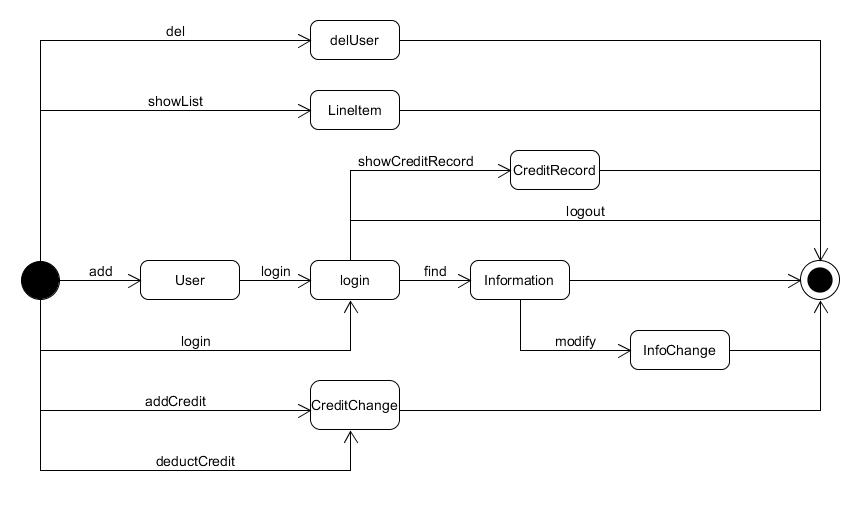 del
delUser
showList
LineItem
showCreditRecord
CreditRecord
logout
add
User
login
login
find
Information
login
modify
InfoChange
addCredit
CreditChange
deductCredit